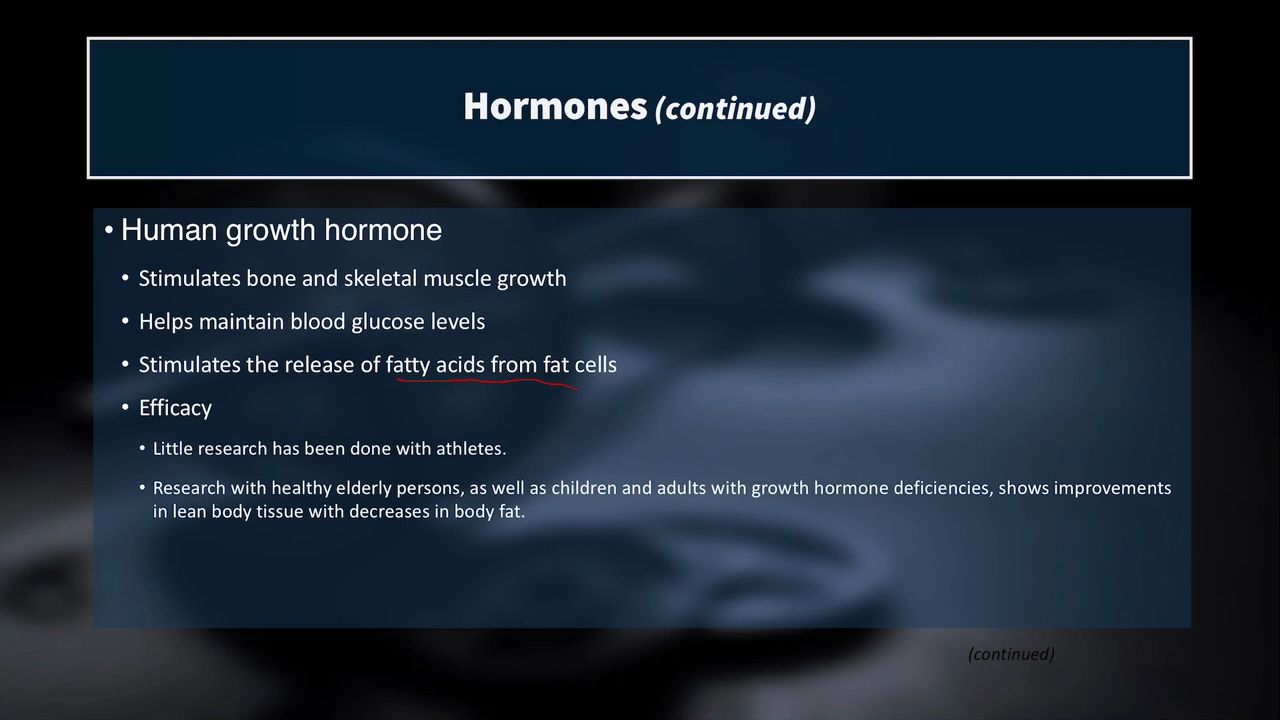 Hormones (continued)
• Human growth hormone
• Stimulates bone and skeletal muscle growth
• Helps maintain blood glucose levels
• Stimulates the release of fatty acids from fat cells
• Efficacy
• Little research has been done with athletes.
• Research with healthy elderly persons, as well as children and adults with growth hormone deficiencies, shows improvements
in lean body tissue with decreases in body fat.
(continued)